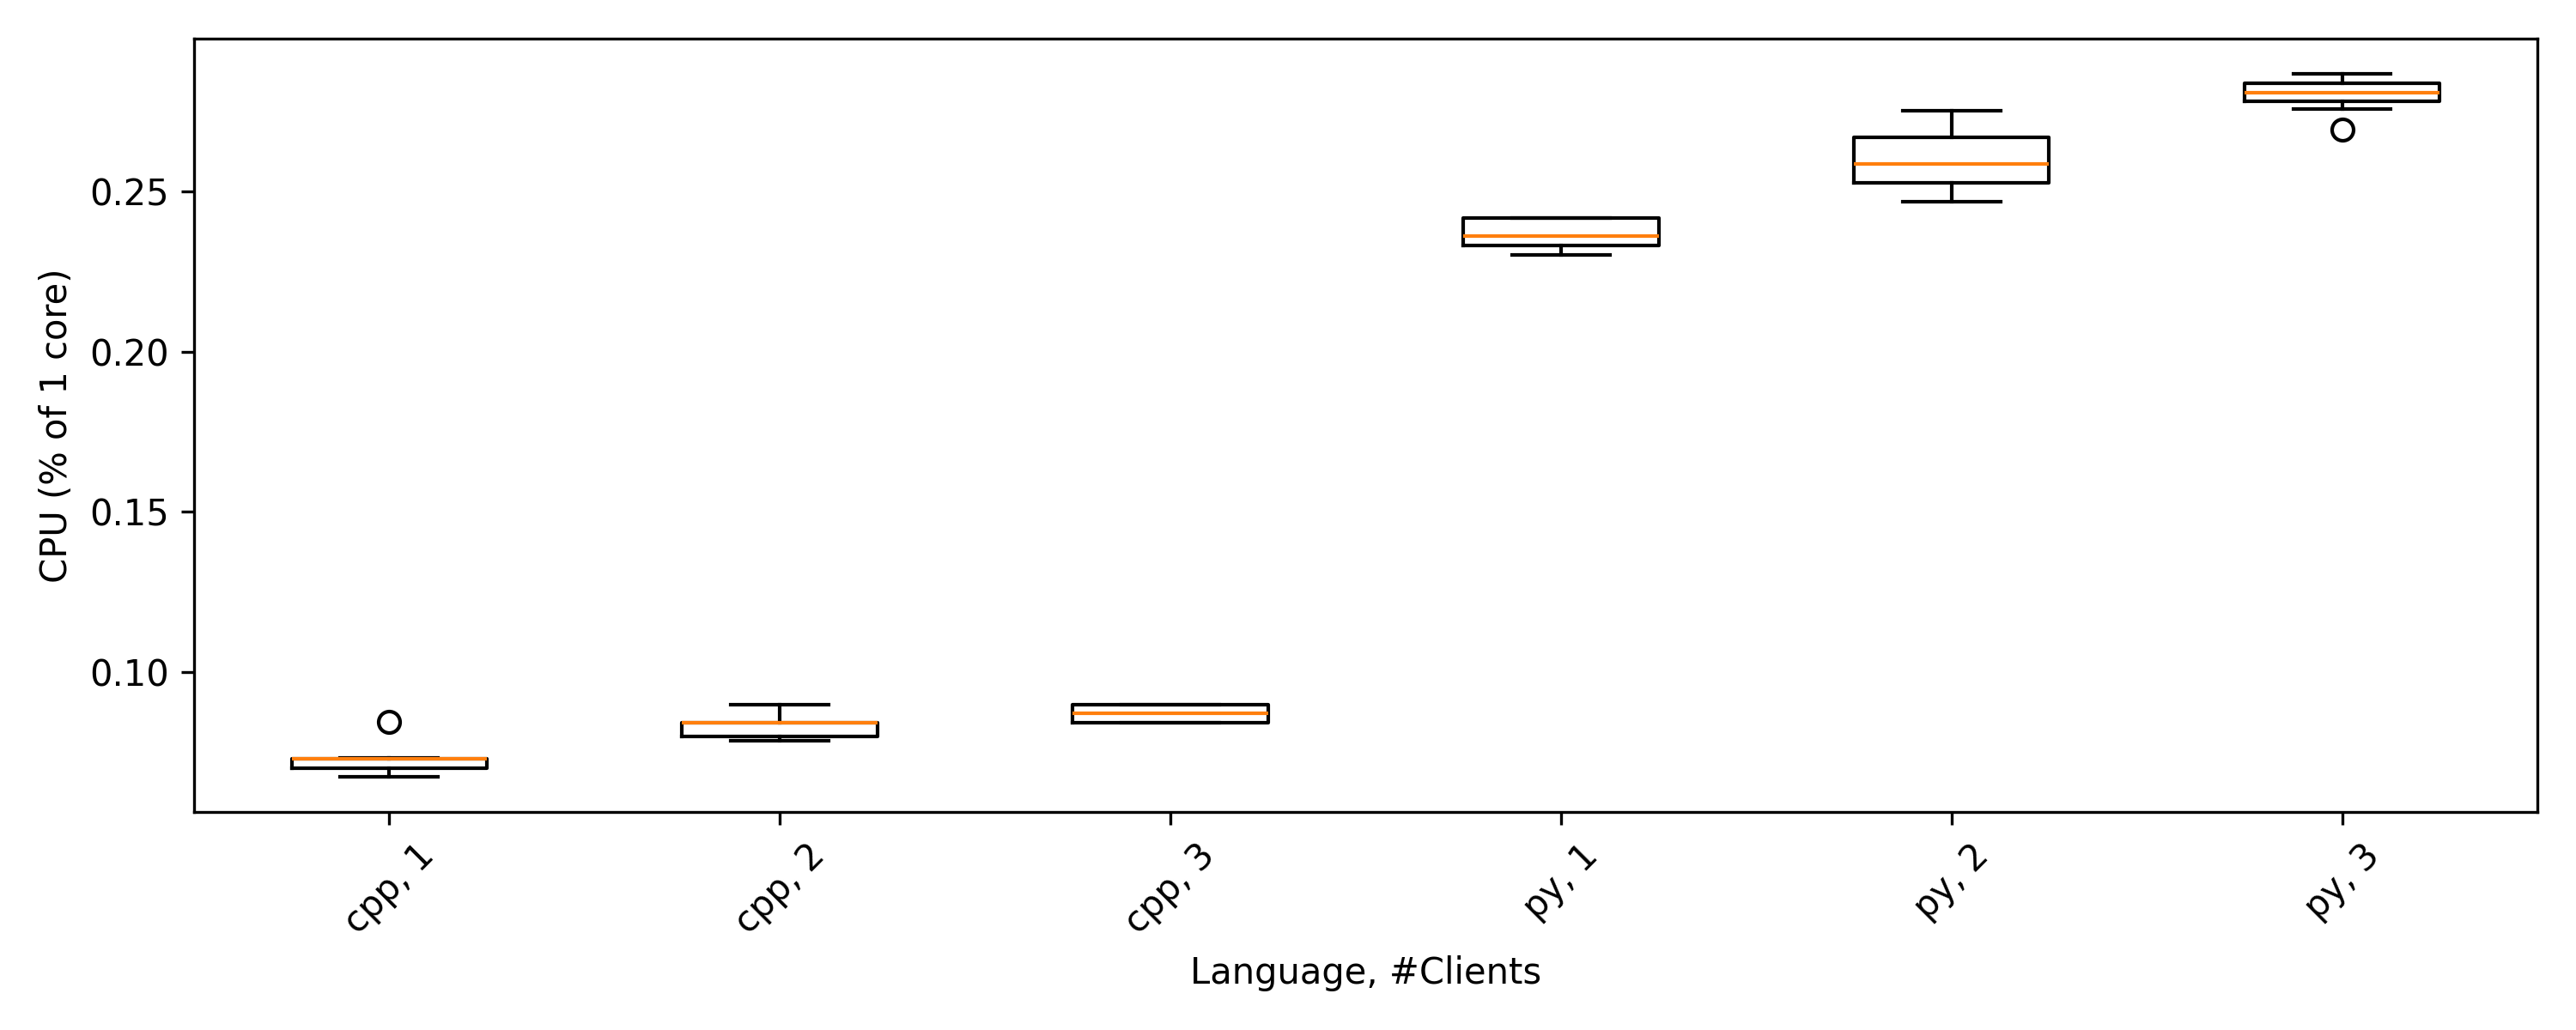 CPU (% of 1 core)
0.25
0.20
0.15
0.10
cpp, 1
cpp, 2
cpp, 3
py, 1
py, 2
py, 3
Language, #Clients